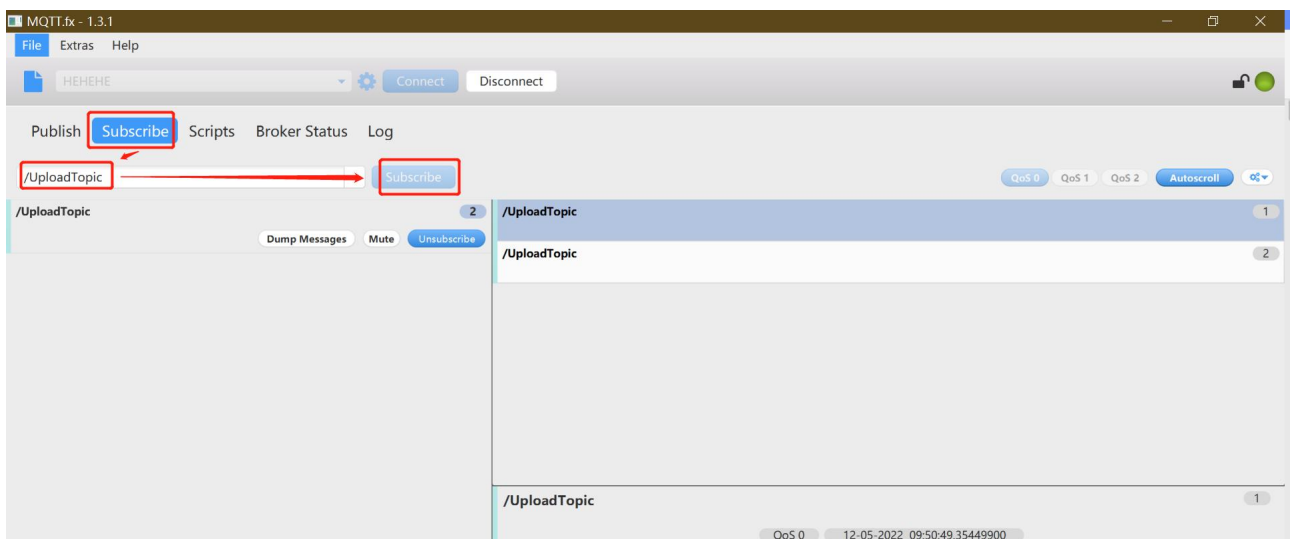 MQTT.fx - 1.3.1
File Extras Help
HEHEHE Connect Disconnect
Publish Subscribe Scripts Broker Status Log
/UploadTopic Subscribe QoS 0 QoS 1 QoS 2 Autoscroll
/UploadTopic 2
Dump Messages Mute Unsubscribe
/UploadTopic 1
/UploadTopic 2
/UploadTopic 1
QoS 0 12-05-2022 09:50:49.35449900